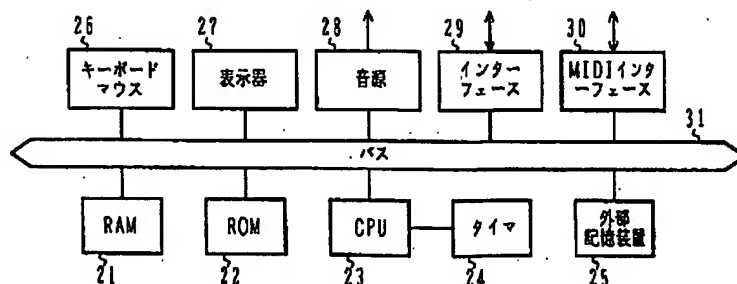 26
27
28
29
30
キーボード
マウス
表示器
音源
インター
フェース
MIDIインタ
ーフェース
31
バス
RAM
ROM
CPU
タイマ
外部
記憶装置
21
22
23
24
25